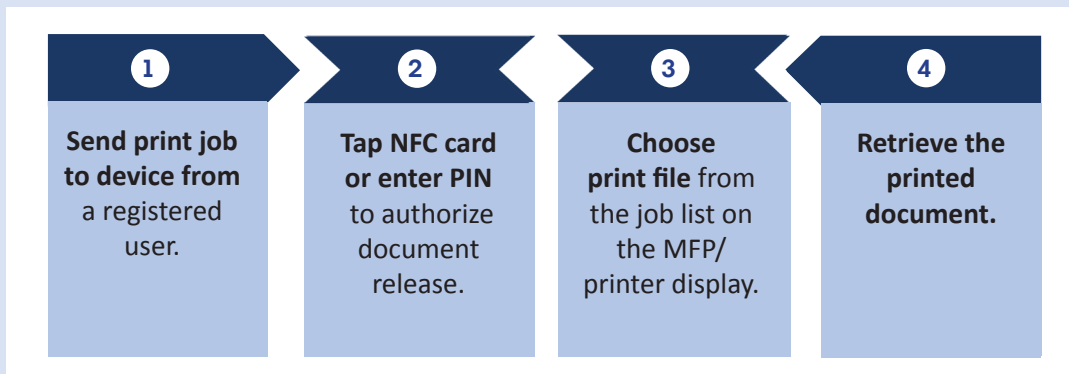 1
Send print job
to device from
a registered
user.
2
Tap NFC card
or enter PIN
to authorize
document
release.
3
Choose
print file from
the job list on
the MFP/
printer display.
4
Retrieve the
printed
document.